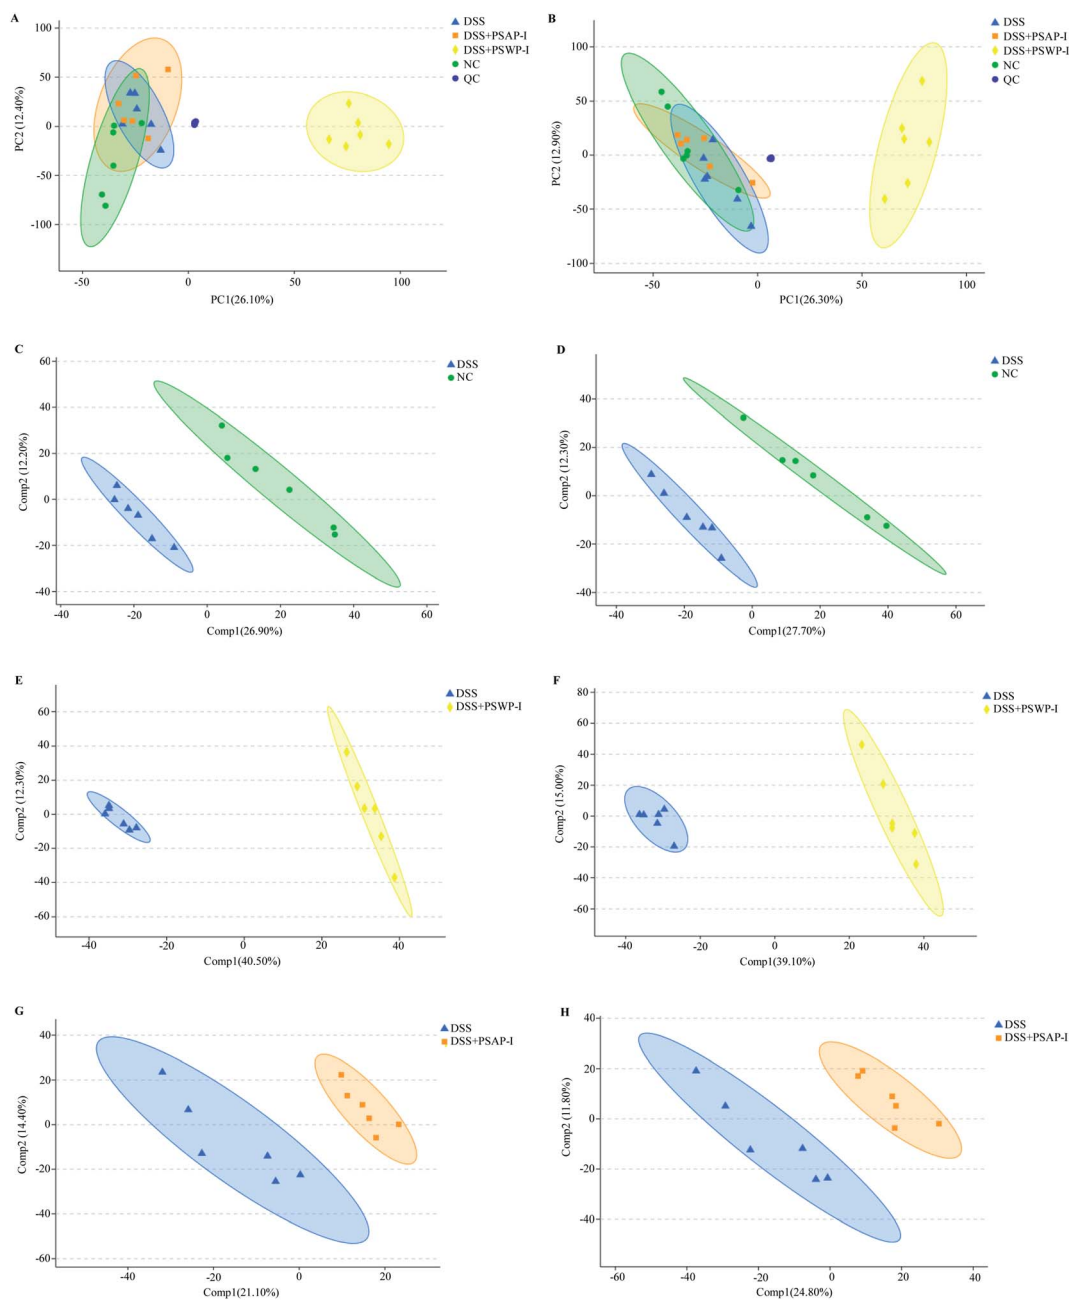 A
DSS
DSS+PSAP-I
DSS+PSWP-I
NC
QC
100
50
0
-50
-100
PC2 (12.40%)
-50
0
50
100
PC1(26.10%)
B
DSS
DSS+PSAP-I
DSS+PSWP-I
NC
QC
100
50
0
-50
-100
PC2 (12.90%)
-50
0
50
100
PC1(26.30%)
C
DSS
NC
60
40
20
0
-20
-40
Comp2 (12.20%)
-40
-20
0
20
40
60
Comp1(26.90%)
D
DSS
NC
40
20
0
-20
-40
Comp2 (12.30%)
-40
-20
0
20
40
60
Comp1(27.70%)
E
DSS
DSS+PSWP-I
60
40
20
0
-20
-40
-60
Comp2 (12.30%)
-40
-20
0
20
40
Comp1(40.50%)
F
DSS
DSS+PSWP-I
80
60
40
20
0
-20
-40
-60
Comp2 (15.00%)
-40
-20
0
20
40
Comp1(39.10%)
G
DSS
DSS+PSAP-I
40
20
0
-20
-40
-60
Comp2 (14.40%)
-40
-20
0
20
Comp1(21.10%)
H
DSS
DSS+PSAP-I
40
20
0
-20
-40
Comp2 (11.80%)
-60
-40
-20
0
20
40
Comp1(24.80%)